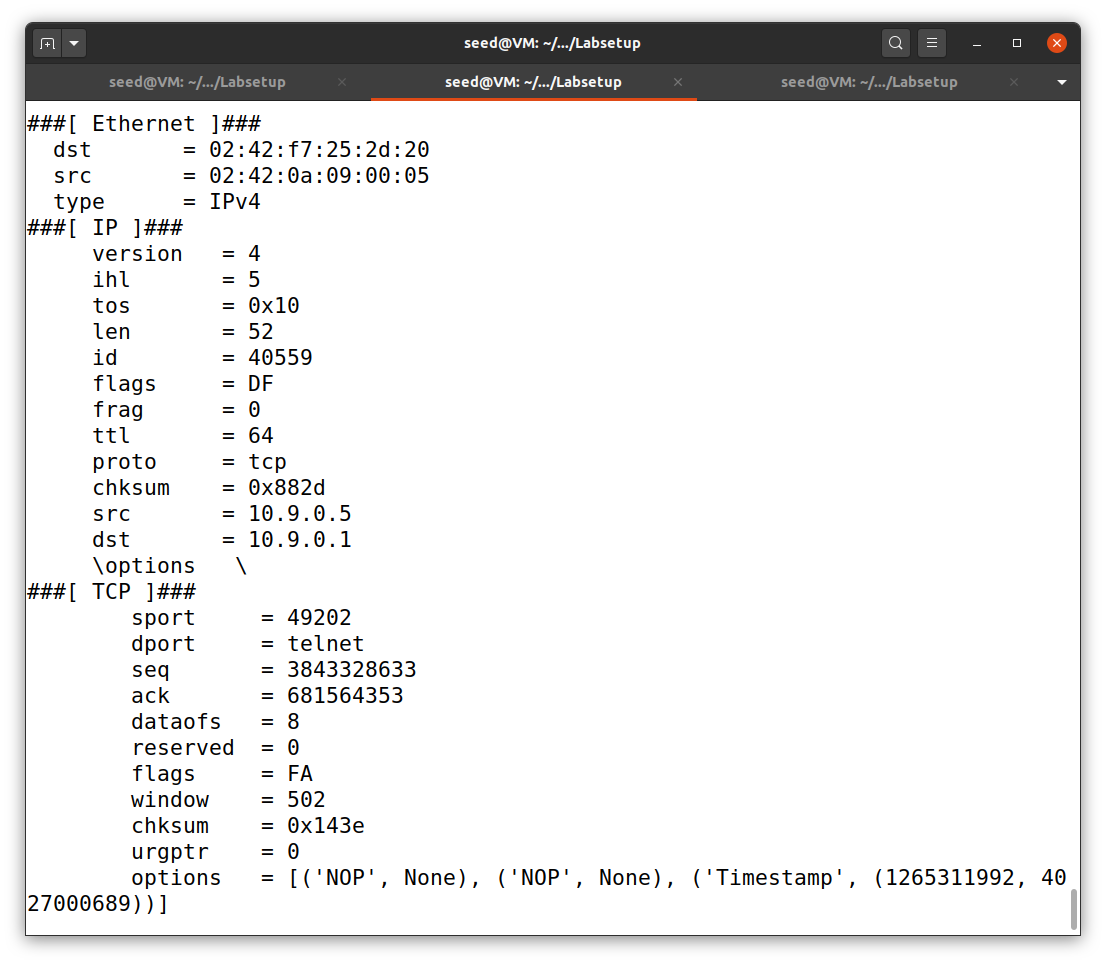 seed@VM: ~/.../Labsetup
seed@VM: ~/.../Labsetup seed@VM: ~/.../Labsetup seed@VM: ~/.../Labsetup
###[ Ethernet ]###
  dst       = 02:42:f7:25:2d:20
  src       = 02:42:0a:09:00:05
  type      = IPv4
###[ IP ]###
     version   = 4
     ihl       = 5
     tos       = 0x10
     len       = 52
     id        = 40559
     flags     = DF
     frag      = 0
     ttl       = 64
     proto     = tcp
     chksum    = 0x882d
     src       = 10.9.0.5
     dst       = 10.9.0.1
     \options   \
###[ TCP ]###
        sport     = 49202
        dport     = telnet
        seq       = 3843328633
        ack       = 681564353
        dataofs   = 8
        reserved  = 0
        flags     = FA
        window    = 502
        chksum    = 0x143e
        urgptr    = 0
        options   = [('NOP', None), ('NOP', None), ('Timestamp', (1265311992, 40
27000689))]